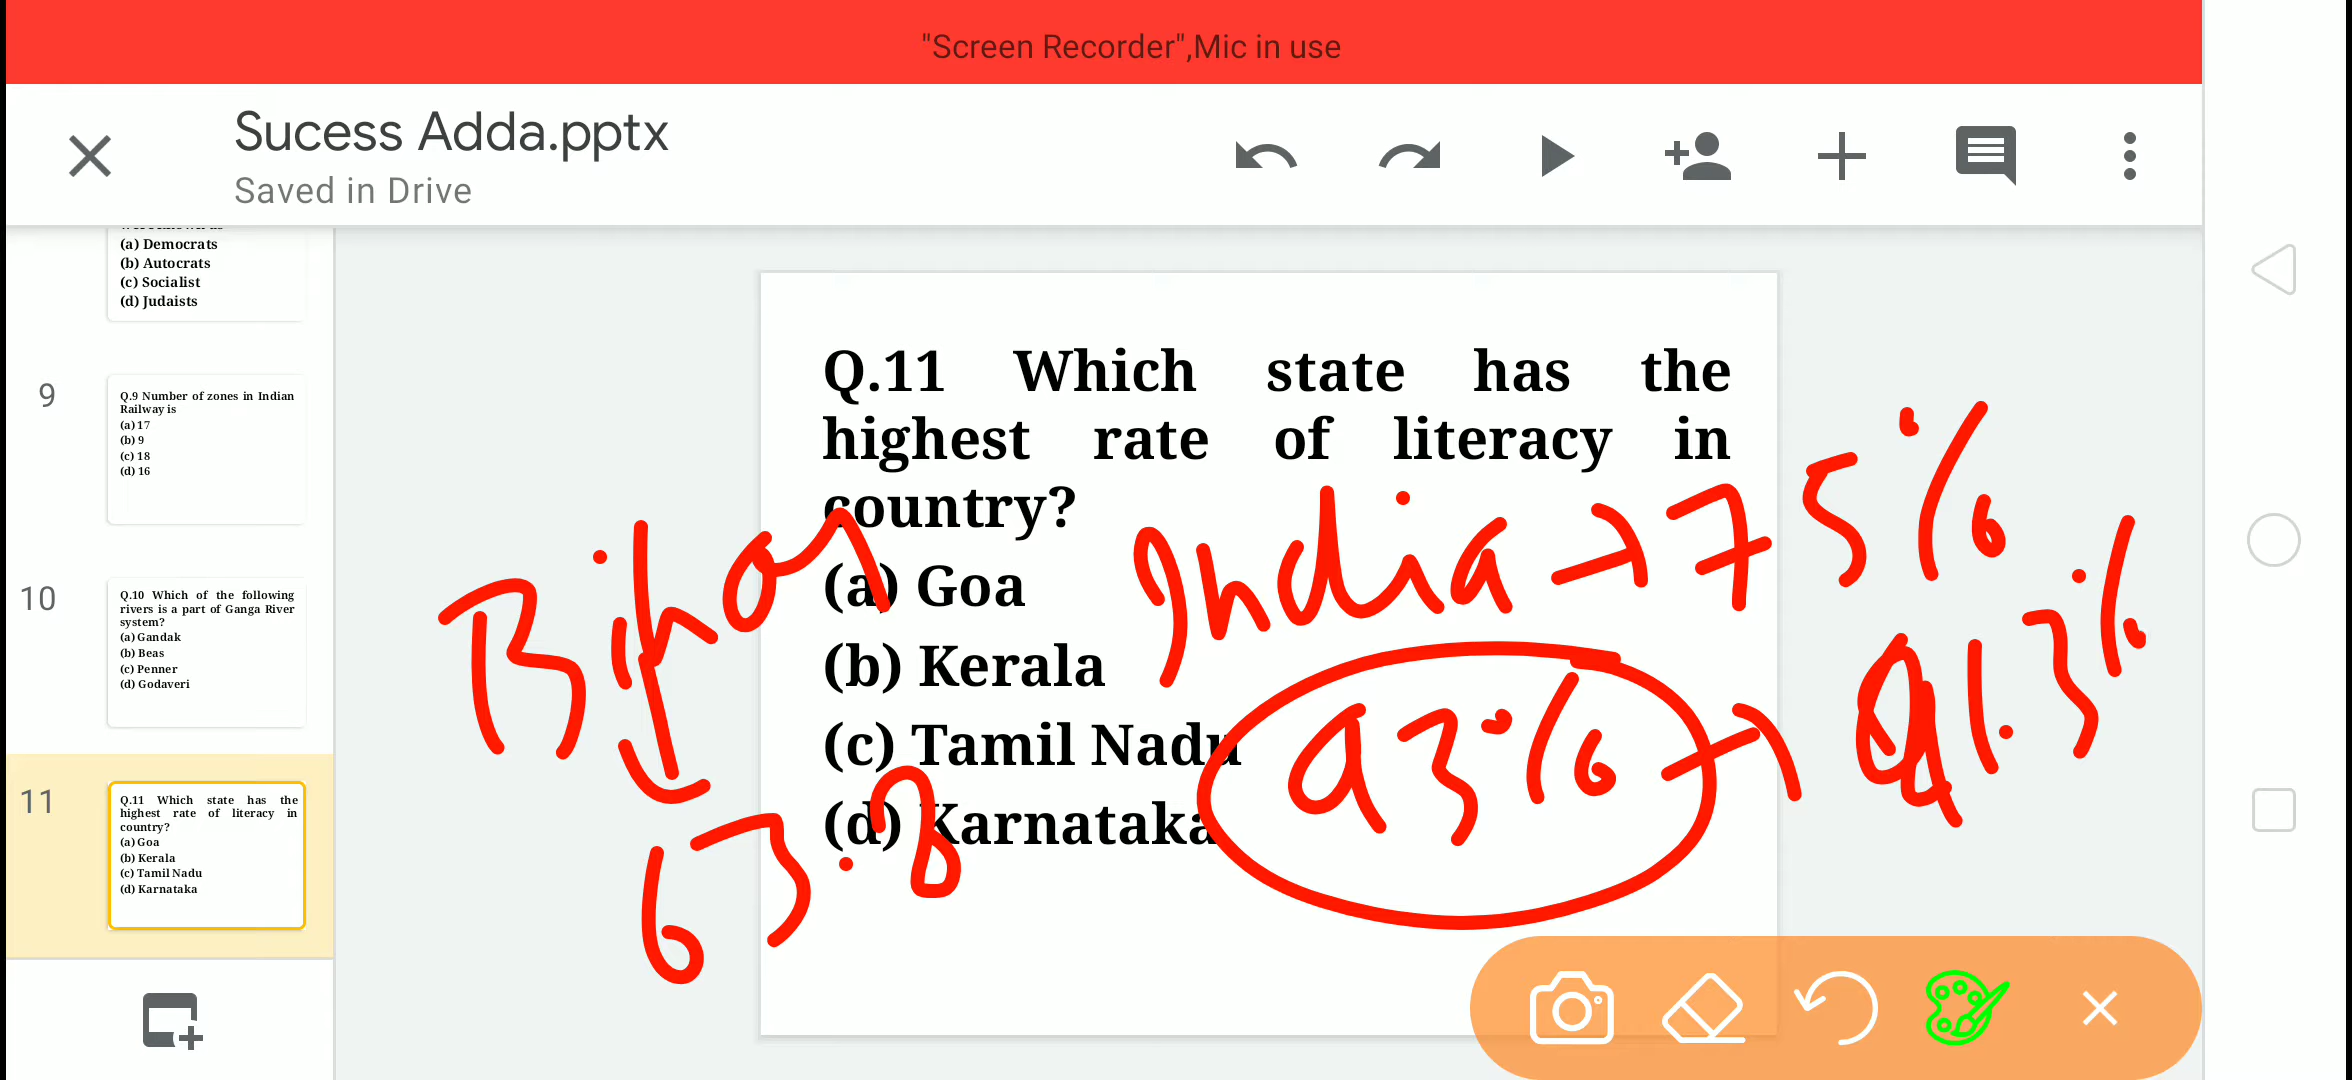 "Screen Recorder",Mic in use
Sucess Adda.pptx
Saved in Drive
(a) Democrats
(b) Autocrats
(c) Socialist
(d) Judaists
9
Q.9 Number of zones in Indian
Railway is
(a) 17
(b) 9
(c) 18
(d) 16
10
Q.10 Which of the following
rivers is a part of Ganga River
system?
(a) Gandak
(b) Beas
(c) Penner
(d) Godaveri
11
Q.11 Which state has the
highest rate of literacy in
country?
(a) Goa
(b) Kerala
(c) Tamil Nadu
(d) Karnataka
Q.11 Which state has the
highest rate of literacy in
country?
(a) Goa
(b) Kerala
(c) Tamil Nadu
(d) Karnataka
India → 75%
93% → 91.3%
Bihar
63.8